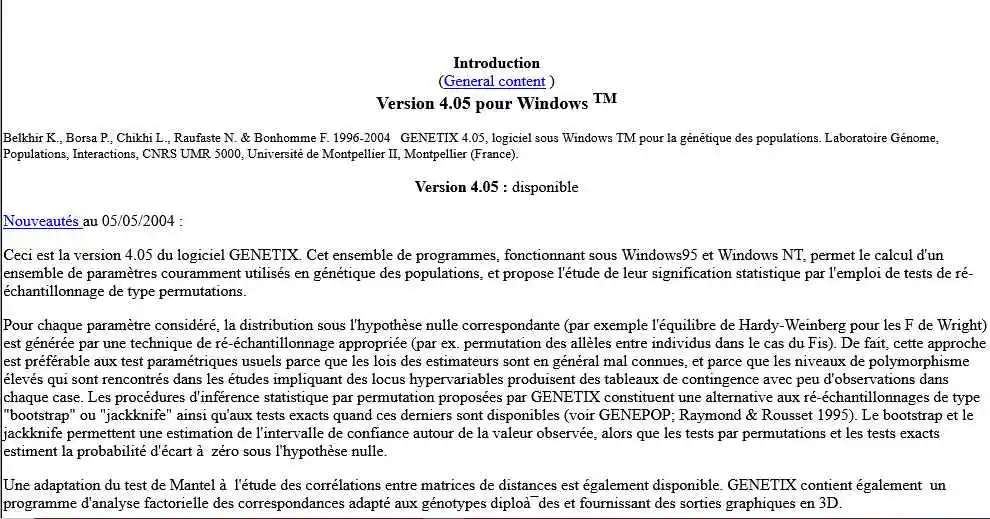 Introduction
(General content )
Version 4.05 pour Windows TM
Belkhir K., Borsa P., Chikhi L., Raufaste N. & Bonhomme F. 1996-2004 GENETIX 4.05, logiciel sous Windows TM pour la génétique des populations. Laboratoire Génome,
Populations, Interactions, CNRS UMR 5000, Université de Montpellier II, Montpellier (France).
Version 4.05 : disponible
Nouveautés au 05/05/2004 :
Ceci est la version 4.05 du logiciel GENETIX. Cet ensemble de programmes, fonctionnant sous Windows95 et Windows NT, permet le calcul d'un
ensemble de paramètres couramment utilisés en génétique des populations, et propose l'étude de leur signification statistique par l'emploi de tests de ré-
échantillonnage de type permutations.
Pour chaque paramètre considéré, la distribution sous l'hypothèse nulle correspondante (par exemple l'équilibre de Hardy-Weinberg pour les F de Wright)
est générée par une technique de ré-échantillonnage appropriée (par ex. permutation des allèles entre individus dans le cas du Fis). De fait, cette approche
est préférable aux test paramétriques usuels parce que les lois des estimateurs sont en général mal connues, et parce que les niveaux de polymorphisme
élevés qui sont rencontrés dans les études impliquant des locus hypervariables produisent des tableaux de contingence avec peu d'observations dans
chaque case. Les procédures d'inférence statistique par permutation proposées par GENETIX constituent une alternative aux ré-échantillonnages de type
"bootstrap" ou "jackknife" ainsi qu'aux tests exacts quand ces derniers sont disponibles (voir GENEPOP; Raymond & Rousset 1995). Le bootstrap et le
jackknife permettent une estimation de l'intervalle de confiance autour de la valeur observée, alors que les tests par permutations et les tests exacts
estiment la probabilité d'écart à zéro sous l'hypothèse nulle.
Une adaptation du test de Mantel à l'étude des corrélations entre matrices de distances est également disponible. GENETIX contient également un
programme d'analyse factorielle des correspondances adapté aux génotypes diploà¯des et fournissant des sorties graphiques en 3D.